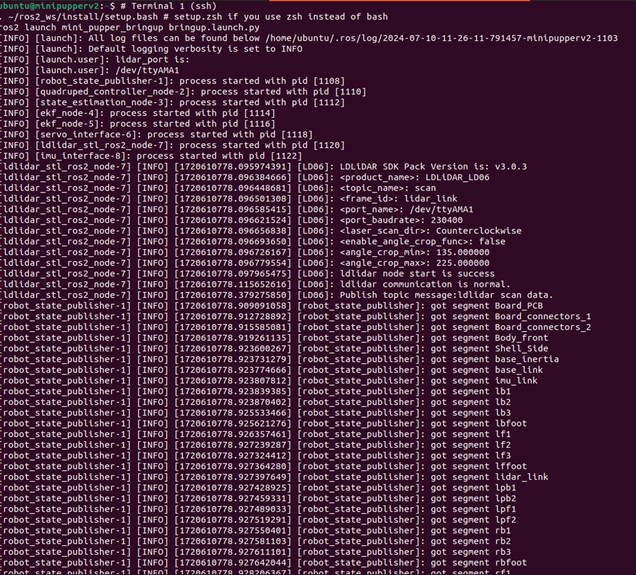 ubuntu@minipupperv2:~$ # Terminal 1 (ssh)
. ~/ros2_ws/install/setup.bash # setup.zsh if you use zsh instead of bash
ros2 launch mini_pupper_bringup bringup.launch.py
[INFO] [launch]: All log files can be found below /home/ubuntu/.ros/log/2024-07-10-11-26-11-791457-minipupperv2-1103
[INFO] [launch]: Default logging verbosity is set to INFO
[INFO] [launch.user]: lidar_port is:
[INFO] [launch.user]: /dev/ttyAMA1
[INFO] [robot_state_publisher-1]: process started with pid [1108]
[INFO] [quadruped_controller_node-2]: process started with pid [1110]
[INFO] [state_estimation_node-3]: process started with pid [1112]
[INFO] [ekf_node-4]: process started with pid [1114]
[INFO] [ekf_node-5]: process started with pid [1116]
[INFO] [servo_interface-6]: process started with pid [1118]
[INFO] [ldlidar_stl_ros2_node-7]: process started with pid [1120]
[INFO] [imu_interface-8]: process started with pid [1122]
[ldlidar_stl_ros2_node-7] [INFO] [1720610778.095974391] [LD06]: LDLiDAR SDK Pack Version is: v3.0.3
[ldlidar_stl_ros2_node-7] [INFO] [1720610778.096384666] [LD06]: <product_name>: LDLiDAR_LD06
[ldlidar_stl_ros2_node-7] [INFO] [1720610778.096448681] [LD06]: <topic_name>: scan
[ldlidar_stl_ros2_node-7] [INFO] [1720610778.096501308] [LD06]: <frame_id>: lidar_link
[ldlidar_stl_ros2_node-7] [INFO] [1720610778.096585415] [LD06]: <port_name>: /dev/ttyAMA1
[ldlidar_stl_ros2_node-7] [INFO] [1720610778.096621524] [LD06]: <port_baudrate>: 230400
[ldlidar_stl_ros2_node-7] [INFO] [1720610778.096656838] [LD06]: <laser_scan_dir>: Counterclockwise
[ldlidar_stl_ros2_node-7] [INFO] [1720610778.096693650] [LD06]: <enable_angle_crop_func>: false
[ldlidar_stl_ros2_node-7] [INFO] [1720610778.096726167] [LD06]: <angle_crop_min>: 135.000000
[ldlidar_stl_ros2_node-7] [INFO] [1720610778.096779554] [LD06]: <angle_crop_max>: 225.000000
[ldlidar_stl_ros2_node-7] [INFO] [1720610778.097965475] [LD06]: ldlidar node start is success
[ldlidar_stl_ros2_node-7] [INFO] [1720610778.115652616] [LD06]: ldlidar communication is normal.
[ldlidar_stl_ros2_node-7] [INFO] [1720610778.379275850] [LD06]: Publish topic message:ldlidar scan data.
[robot_state_publisher-1] [INFO] [1720610778.909091058] [robot_state_publisher]: got segment Board_PCB
[robot_state_publisher-1] [INFO] [1720610778.912728892] [robot_state_publisher]: got segment Board_connectors_1
[robot_state_publisher-1] [INFO] [1720610778.915585081] [robot_state_publisher]: got segment Board_connectors_2
[robot_state_publisher-1] [INFO] [1720610778.919261135] [robot_state_publisher]: got segment Body_front
[robot_state_publisher-1] [INFO] [1720610778.923600267] [robot_state_publisher]: got segment Shell_Side
[robot_state_publisher-1] [INFO] [1720610778.923731279] [robot_state_publisher]: got segment base_inertia
[robot_state_publisher-1] [INFO] [1720610778.923774666] [robot_state_publisher]: got segment base_link
[robot_state_publisher-1] [INFO] [1720610778.923807812] [robot_state_publisher]: got segment imu_link
[robot_state_publisher-1] [INFO] [1720610778.923839385] [robot_state_publisher]: got segment lb1
[robot_state_publisher-1] [INFO] [1720610778.923870402] [robot_state_publisher]: got segment lb2
[robot_state_publisher-1] [INFO] [1720610778.925533466] [robot_state_publisher]: got segment lb3
[robot_state_publisher-1] [INFO] [1720610778.925621276] [robot_state_publisher]: got segment lbfoot
[robot_state_publisher-1] [INFO] [1720610778.926357461] [robot_state_publisher]: got segment lf1
[robot_state_publisher-1] [INFO] [1720610778.927239287] [robot_state_publisher]: got segment lf2
[robot_state_publisher-1] [INFO] [1720610778.927324412] [robot_state_publisher]: got segment lf3
[robot_state_publisher-1] [INFO] [1720610778.927364280] [robot_state_publisher]: got segment lffoot
[robot_state_publisher-1] [INFO] [1720610778.927397649] [robot_state_publisher]: got segment lidar_link
[robot_state_publisher-1] [INFO] [1720610778.927428925] [robot_state_publisher]: got segment lpb1
[robot_state_publisher-1] [INFO] [1720610778.927459331] [robot_state_publisher]: got segment lpb2
[robot_state_publisher-1] [INFO] [1720610778.927489033] [robot_state_publisher]: got segment lpf1
[robot_state_publisher-1] [INFO] [1720610778.927519291] [robot_state_publisher]: got segment lpf2
[robot_state_publisher-1] [INFO] [1720610778.927550401] [robot_state_publisher]: got segment rb1
[robot_state_publisher-1] [INFO] [1720610778.927581103] [robot_state_publisher]: got segment rb2
[robot_state_publisher-1] [INFO] [1720610778.927611101] [robot_state_publisher]: got segment rb3
[robot_state_publisher-1] [INFO] [1720610778.927642044] [robot_state_publisher]: got segment rbfoot
[robot_state_publisher-1] [INFO] [1720610778.928206367] [robot_state_publisher]: got segment rf1